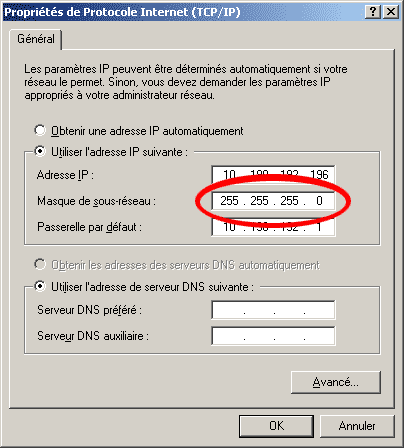 Propriétés de Protocole Internet (TCP/IP)
Général
Les paramètres IP peuvent être déterminés automatiquement si votre
réseau le permet. Sinon, vous devez demander les paramètres IP
appropriés à votre administrateur réseau.
Obtenir une adresse IP automatiquement
Utiliser l'adresse IP suivante :
Adresse IP : 10 . 198 . 192 . 196
Masque de sous-réseau : 255 . 255 . 255 . 0
Passerelle par défaut : 10 . 198 . 192 . 1
Obtenir les adresses des serveurs DNS automatiquement
Utiliser l'adresse de serveur DNS suivante :
Serveur DNS préféré : . . .
Serveur DNS auxiliaire : . . .
Avancé...
OK Annuler